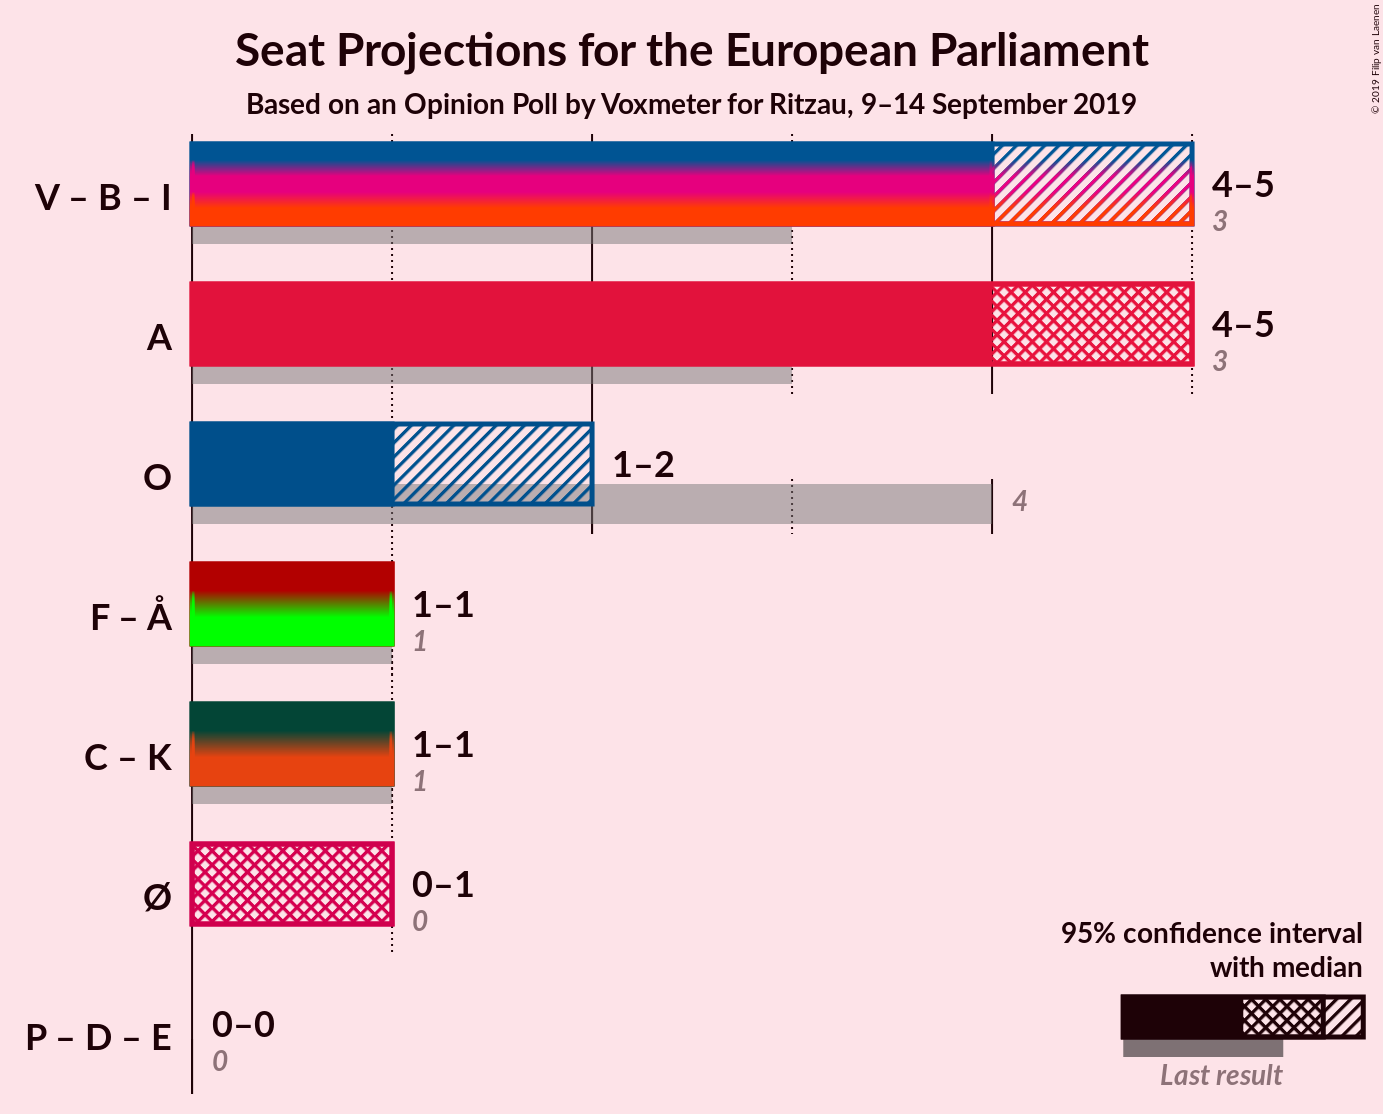 Seat Projections for the European Parliament
Based on an Opinion Poll by Voxmeter for Ritzau, 9–14 September 2019
© 2019 Filip van Laenen
V – B – I
4–5
3
A
4–5
3
O
1–2
4
F – Å
1–1
1
C – K
1–1
1
Ø
0–1
0
P – D – E
0–0
0
95% confidence interval
with median
Last result